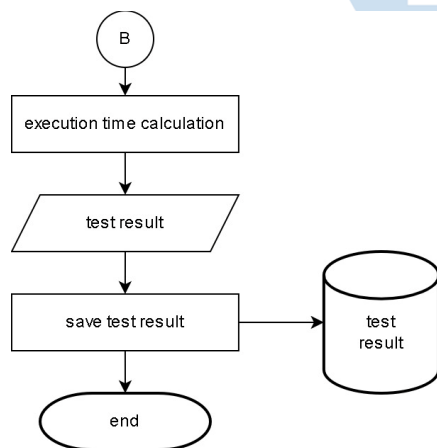 B
execution time calculation
test result
save test result
test
result
end